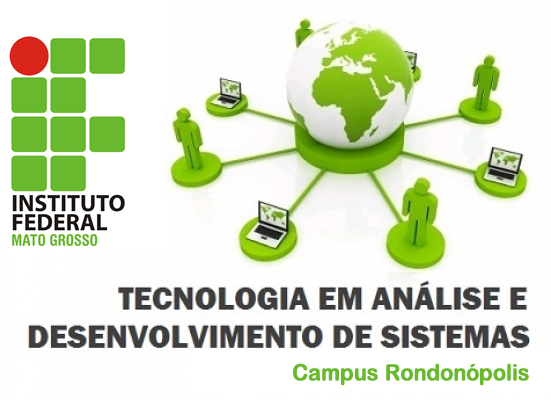 INSTITUTO
FEDERAL
MATO GROSSO
TECNOLOGIA EM ANÁLISE E
DESENVOLVIMENTO DE SISTEMAS
Campus Rondonópolis